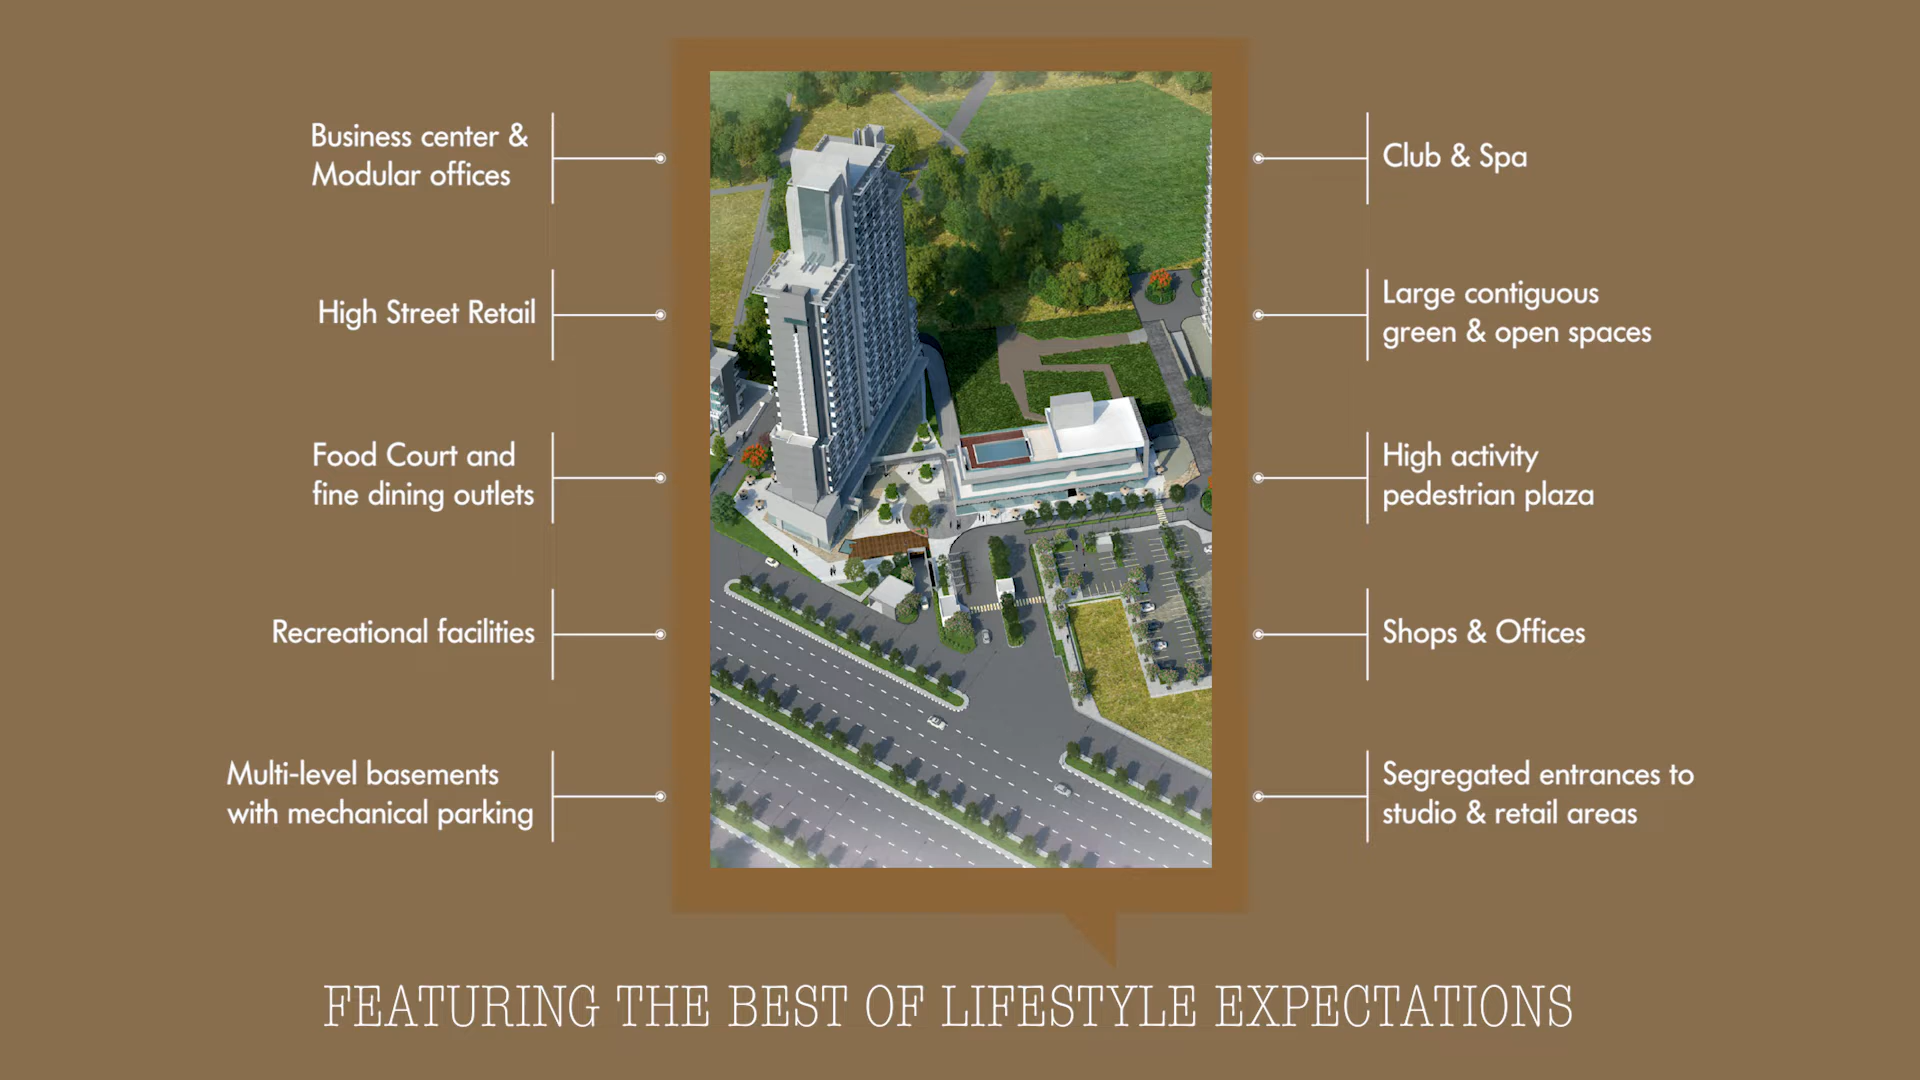 Business center &
Modular offices
High Street Retail
Food Court and
fine dining outlets
Recreational facilities
Multi-level basements
with mechanical parking
Club & Spa
Large contiguous
green & open spaces
High activity
pedestrian plaza
Shops & Offices
Segregated entrances to
studio & retail areas
FEATURING THE BEST OF LIFESTYLE EXPECTATIONS